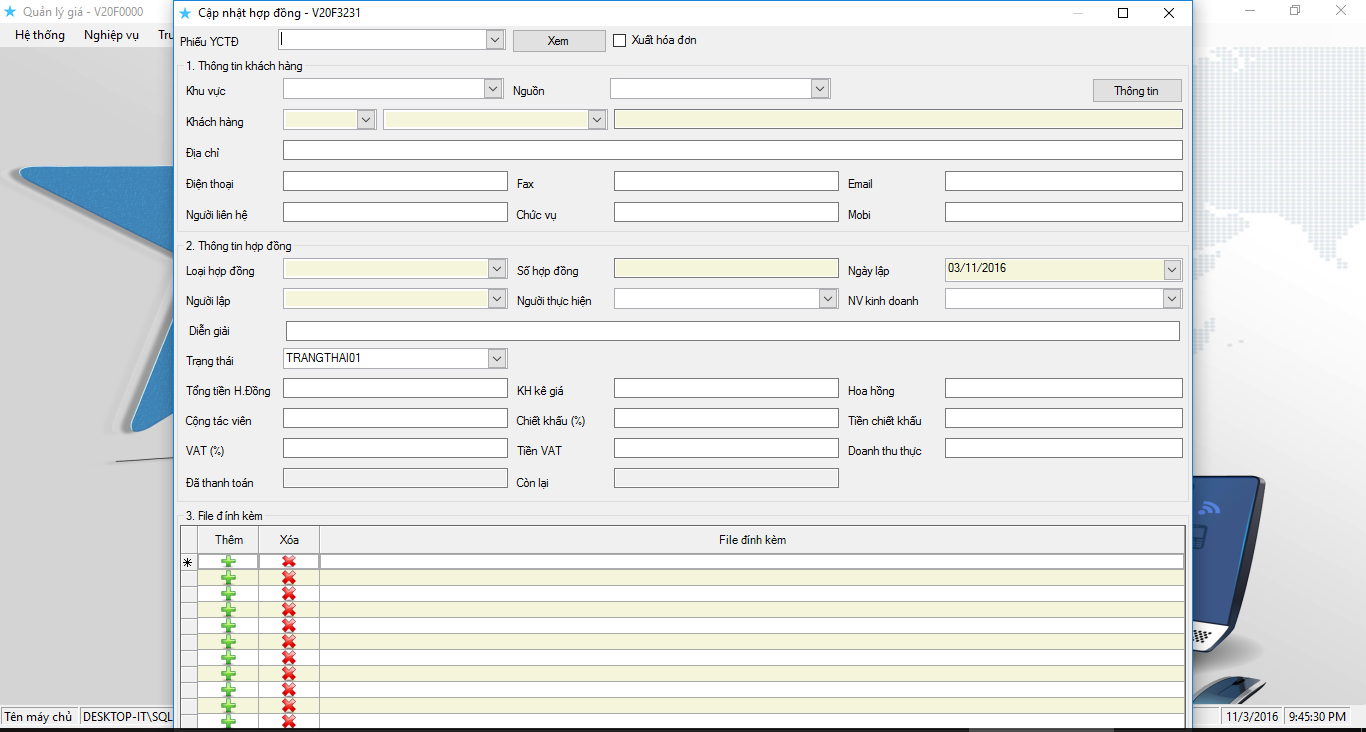 Quản lý giá - V20F0000
Cập nhật hợp đồng - V20F3231
Hệ thống Nghiệp vụ
Phiếu YCTĐ Xem Xuất hóa đơn
1. Thông tin khách hàng
Khu vực Nguồn Thông tin
Khách hàng
Địa chỉ
Điện thoại Fax Email
Người liên hệ Chức vụ Mobi
2. Thông tin hợp đồng
Loại hợp đồng Số hợp đồng Ngày lập 03/11/2016
Người lập Người thực hiện NV kinh doanh
Diễn giải
Trạng thái TRANGTHAI01
Tổng tiền H.Đồng KH kê giá Hoa hồng
Cộng tác viên Chiết khấu (%) Tiền chiết khấu
VAT (%) Tiền VAT Doanh thu thực
Đã thanh toán Còn lại
3. File đính kèm
Thêm Xóa File đính kèm
Tên máy chủ DESKTOP-IT\SQL 11/3/2016 9:45:30 PM